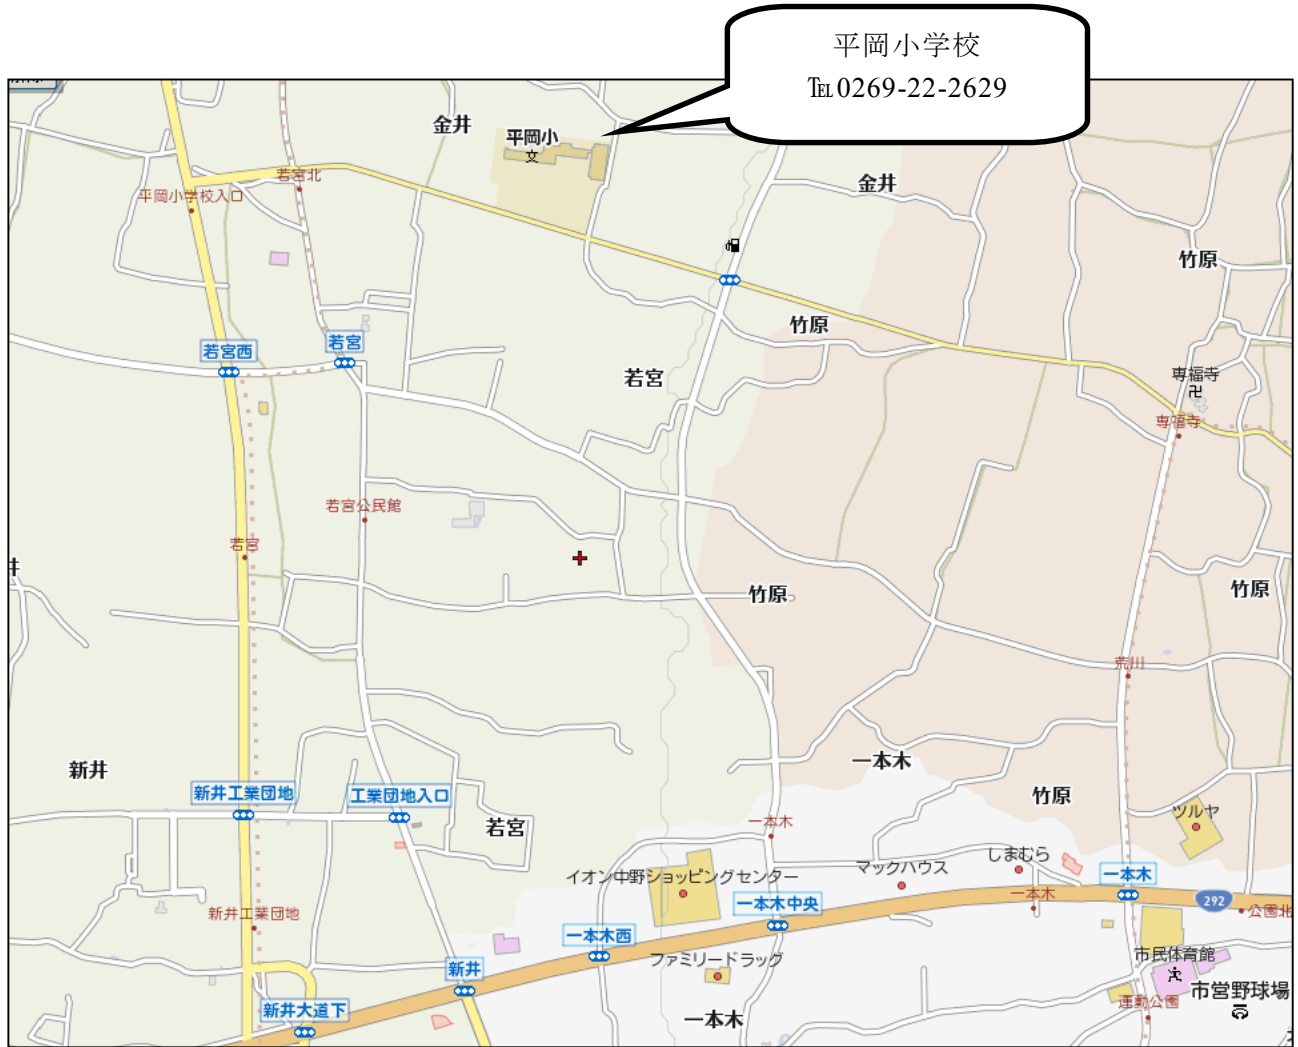 平岡小学校
℡0269-22-2629
金井
平岡小
若宮北
平岡小学校入口
金井
竹原
竹原
若宮
若宮西
若宮
専福寺
専福寺
若宮公民館
若宮
竹原
竹原
荒川
新井
一本木
新井工業団地
工業団地入口
竹原
若宮
一本木
ツルヤ
しまむら
イオン中野ショッピングセンター
マックハウス
一本木
一本木
一本木中央
292
公園北
新井工業団地
一本木西
ファミリードラッグ
市民体育館
新井
市営野球場
運動公園
新井大道下
一本木